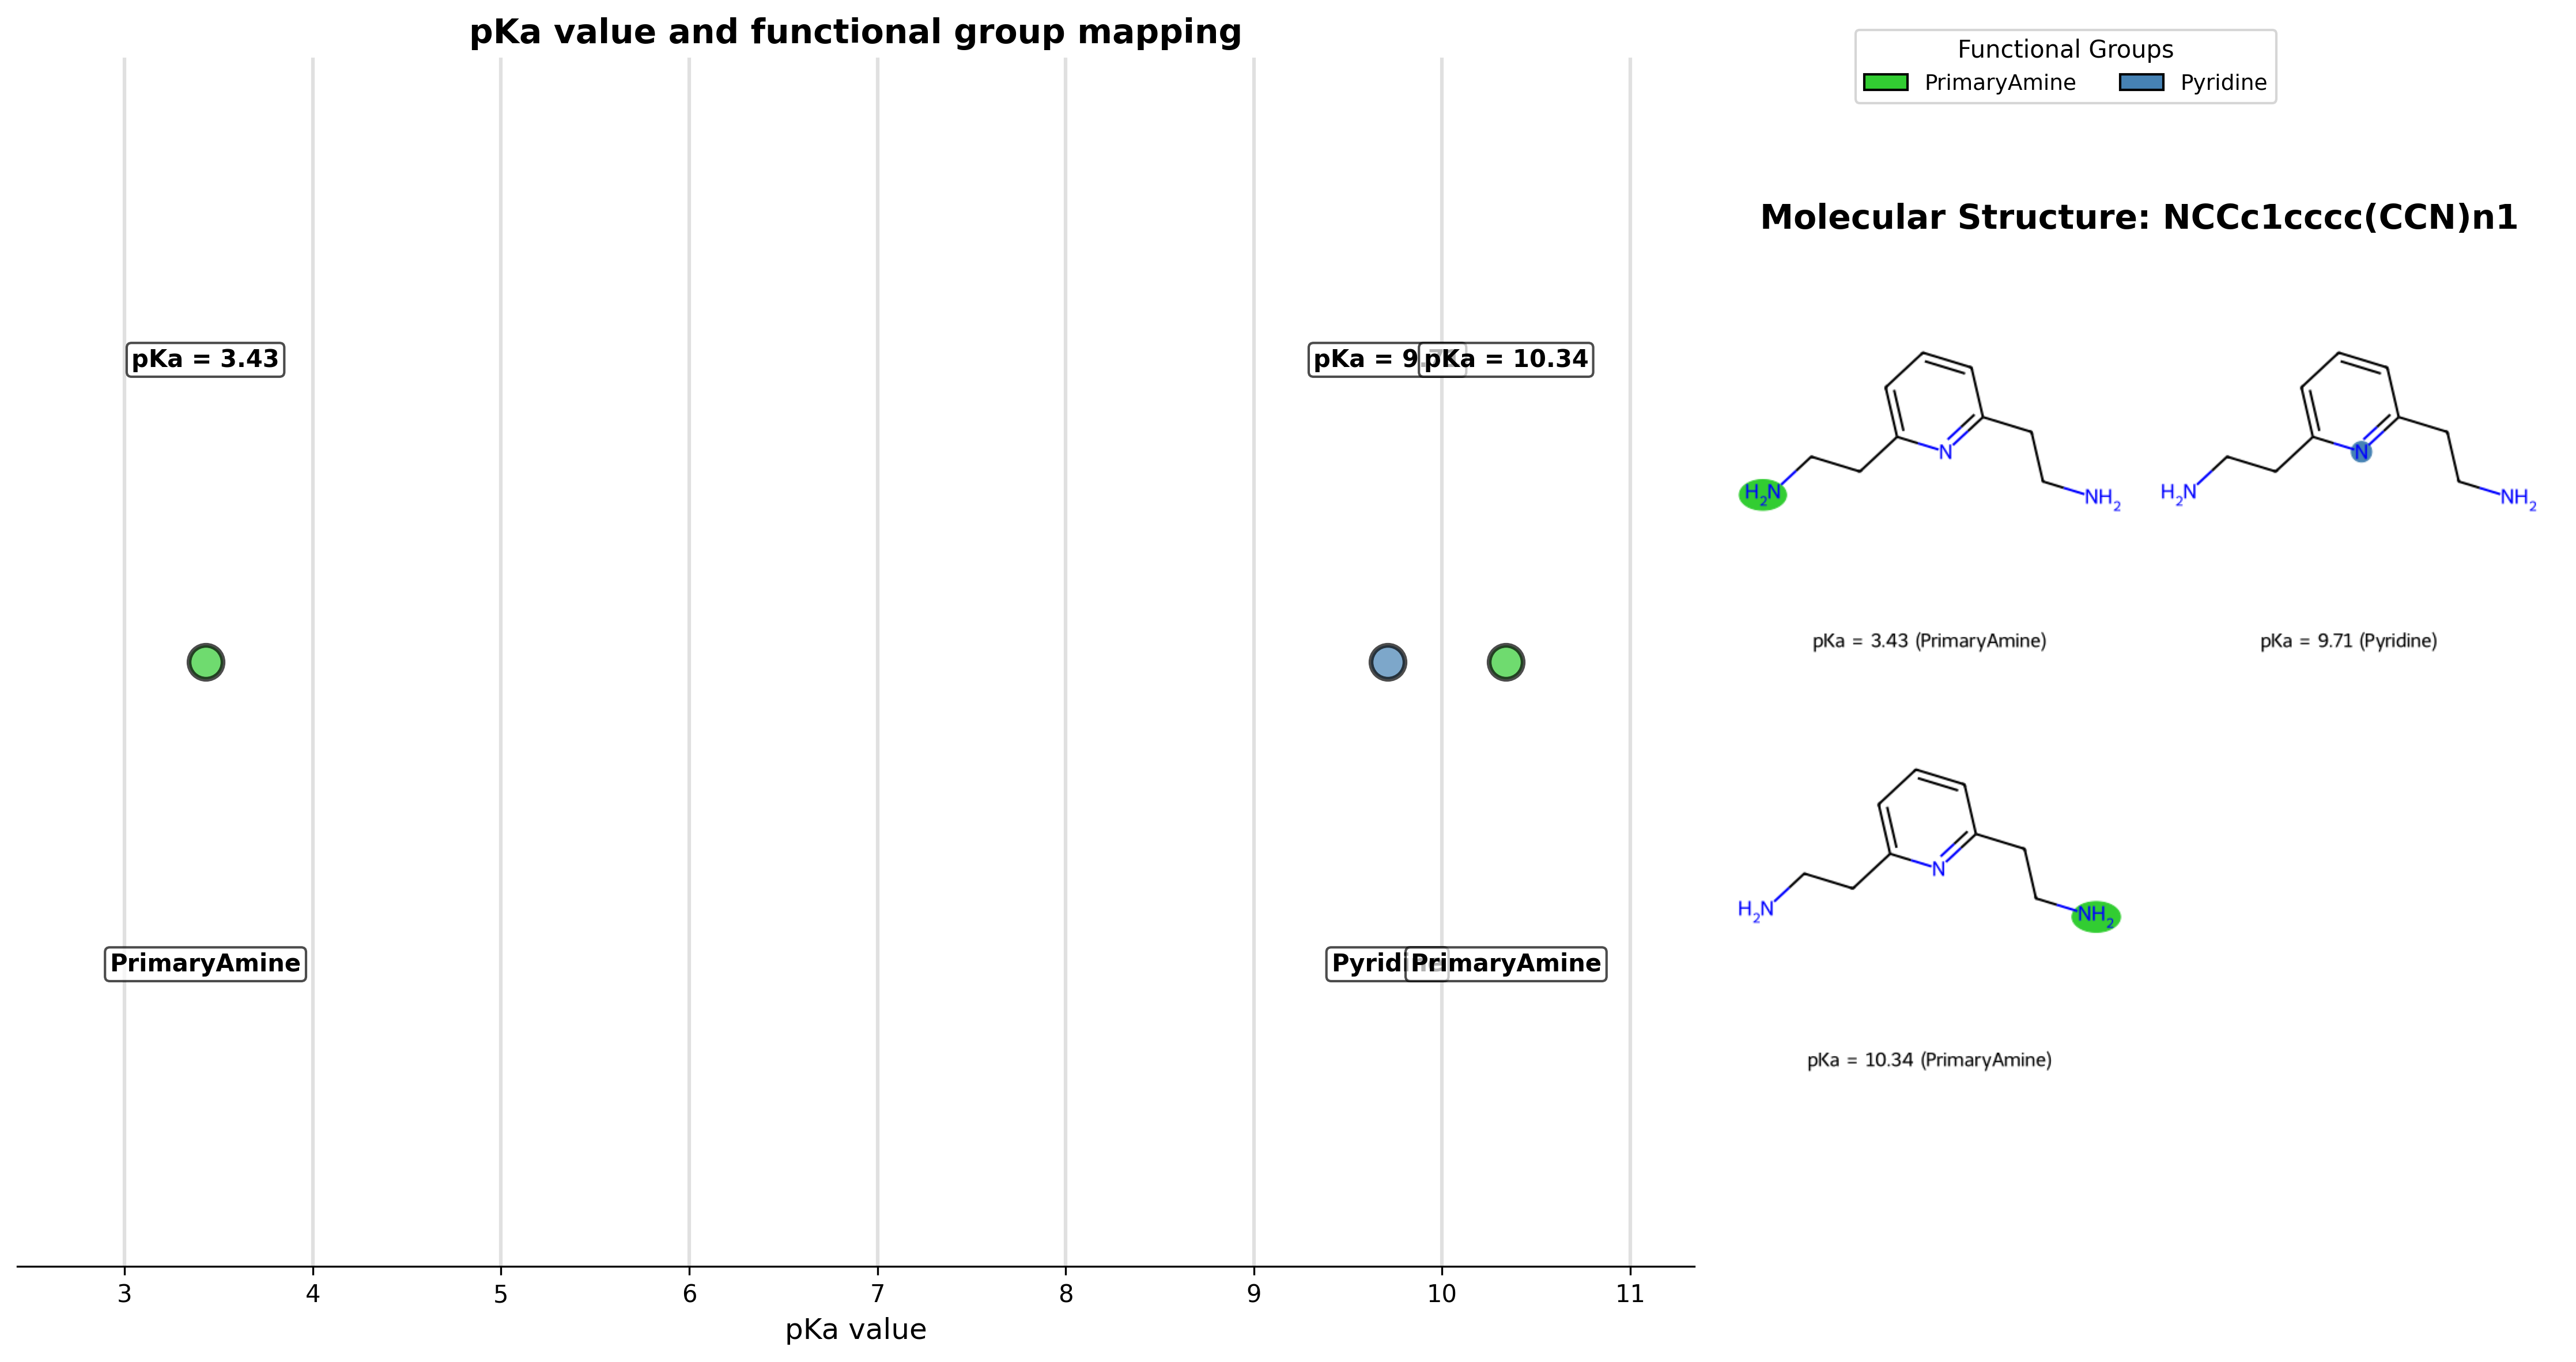 pKa value and functional group mapping
pKa = 3.43
pKa = 9.71
pKa = 10.34
PrimaryAmine
Pyridine
PrimaryAmine
3 4 5 6 7 8 9 10 11
pKa value
Functional Groups
PrimaryAmine Pyridine
Molecular Structure: NCCc1cccc(CCN)n1
H2N N NH2
H2N N NH2
pKa = 3.43 (PrimaryAmine)
pKa = 9.71 (Pyridine)
H2N N NH2
pKa = 10.34 (PrimaryAmine)